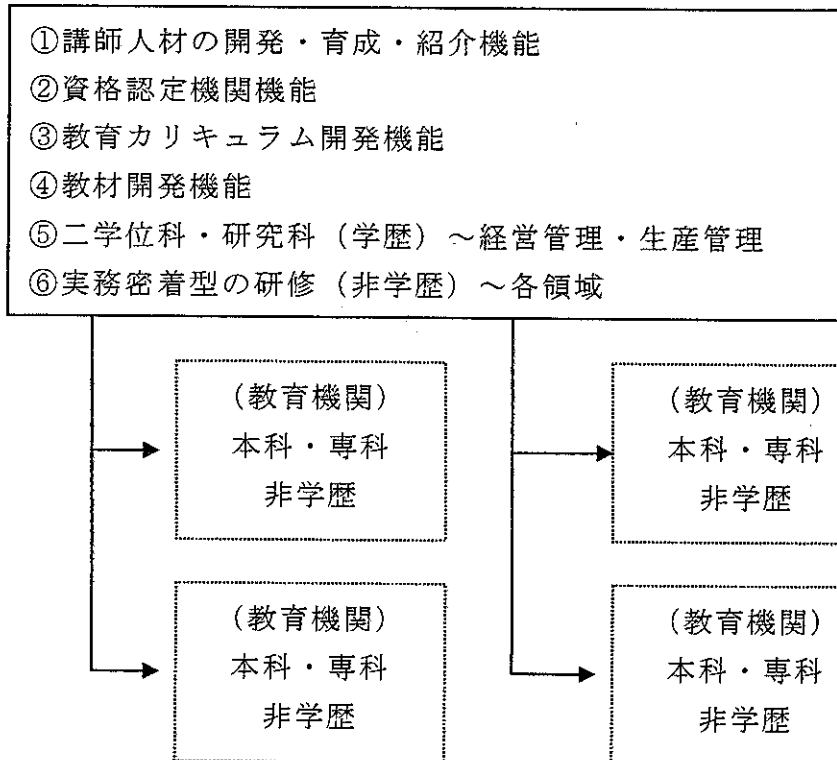 ①講師人材の開発・育成・紹介機能
②資格認定機関機能
③教育カリキュラム開発機能
④教材開発機能
⑤二学位科・研究科（学歴）～経営管理・生産管理
⑥実務密着型の研修（非学歴）～各領域
（教育機関）
本科・専科
非学歴
（教育機関）
本科・専科
非学歴
（教育機関）
本科・専科
非学歴
（教育機関）
本科・専科
非学歴